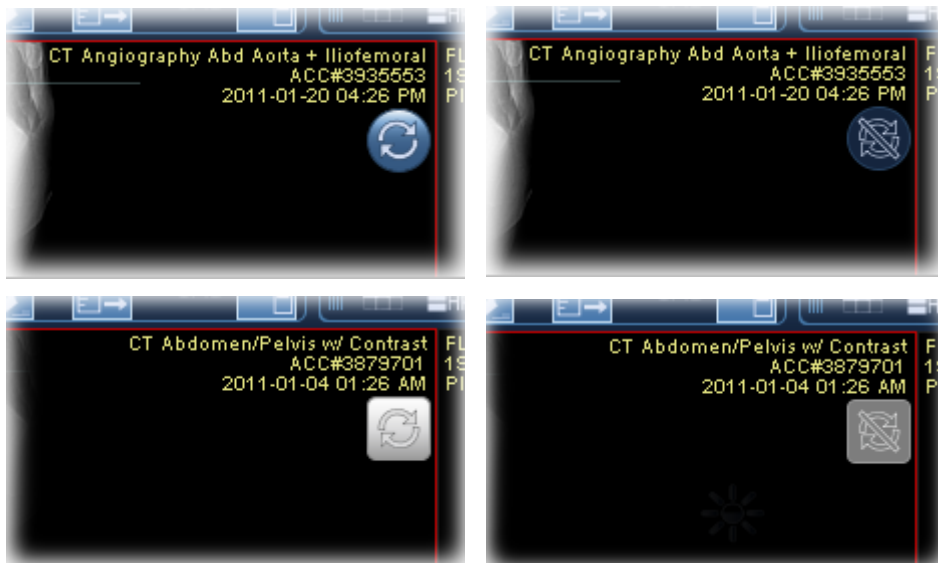 CT Angiography Abd Aorta + Iliofemoral
FL
ACC#3935553
2011-01-20 04:26 PM
CT Angiography Abd Aorta + Iliofemoral
ACC#3935553
2011-01-20 04:26 PM
CT Abdomen/Pelvis w/ Contrast
FL
ACC#3879701
2011-01-04 01:26 AM
CT Abdomen/Pelvis w/ Contrast
ACC#3879701
2011-01-04 01:26 AM